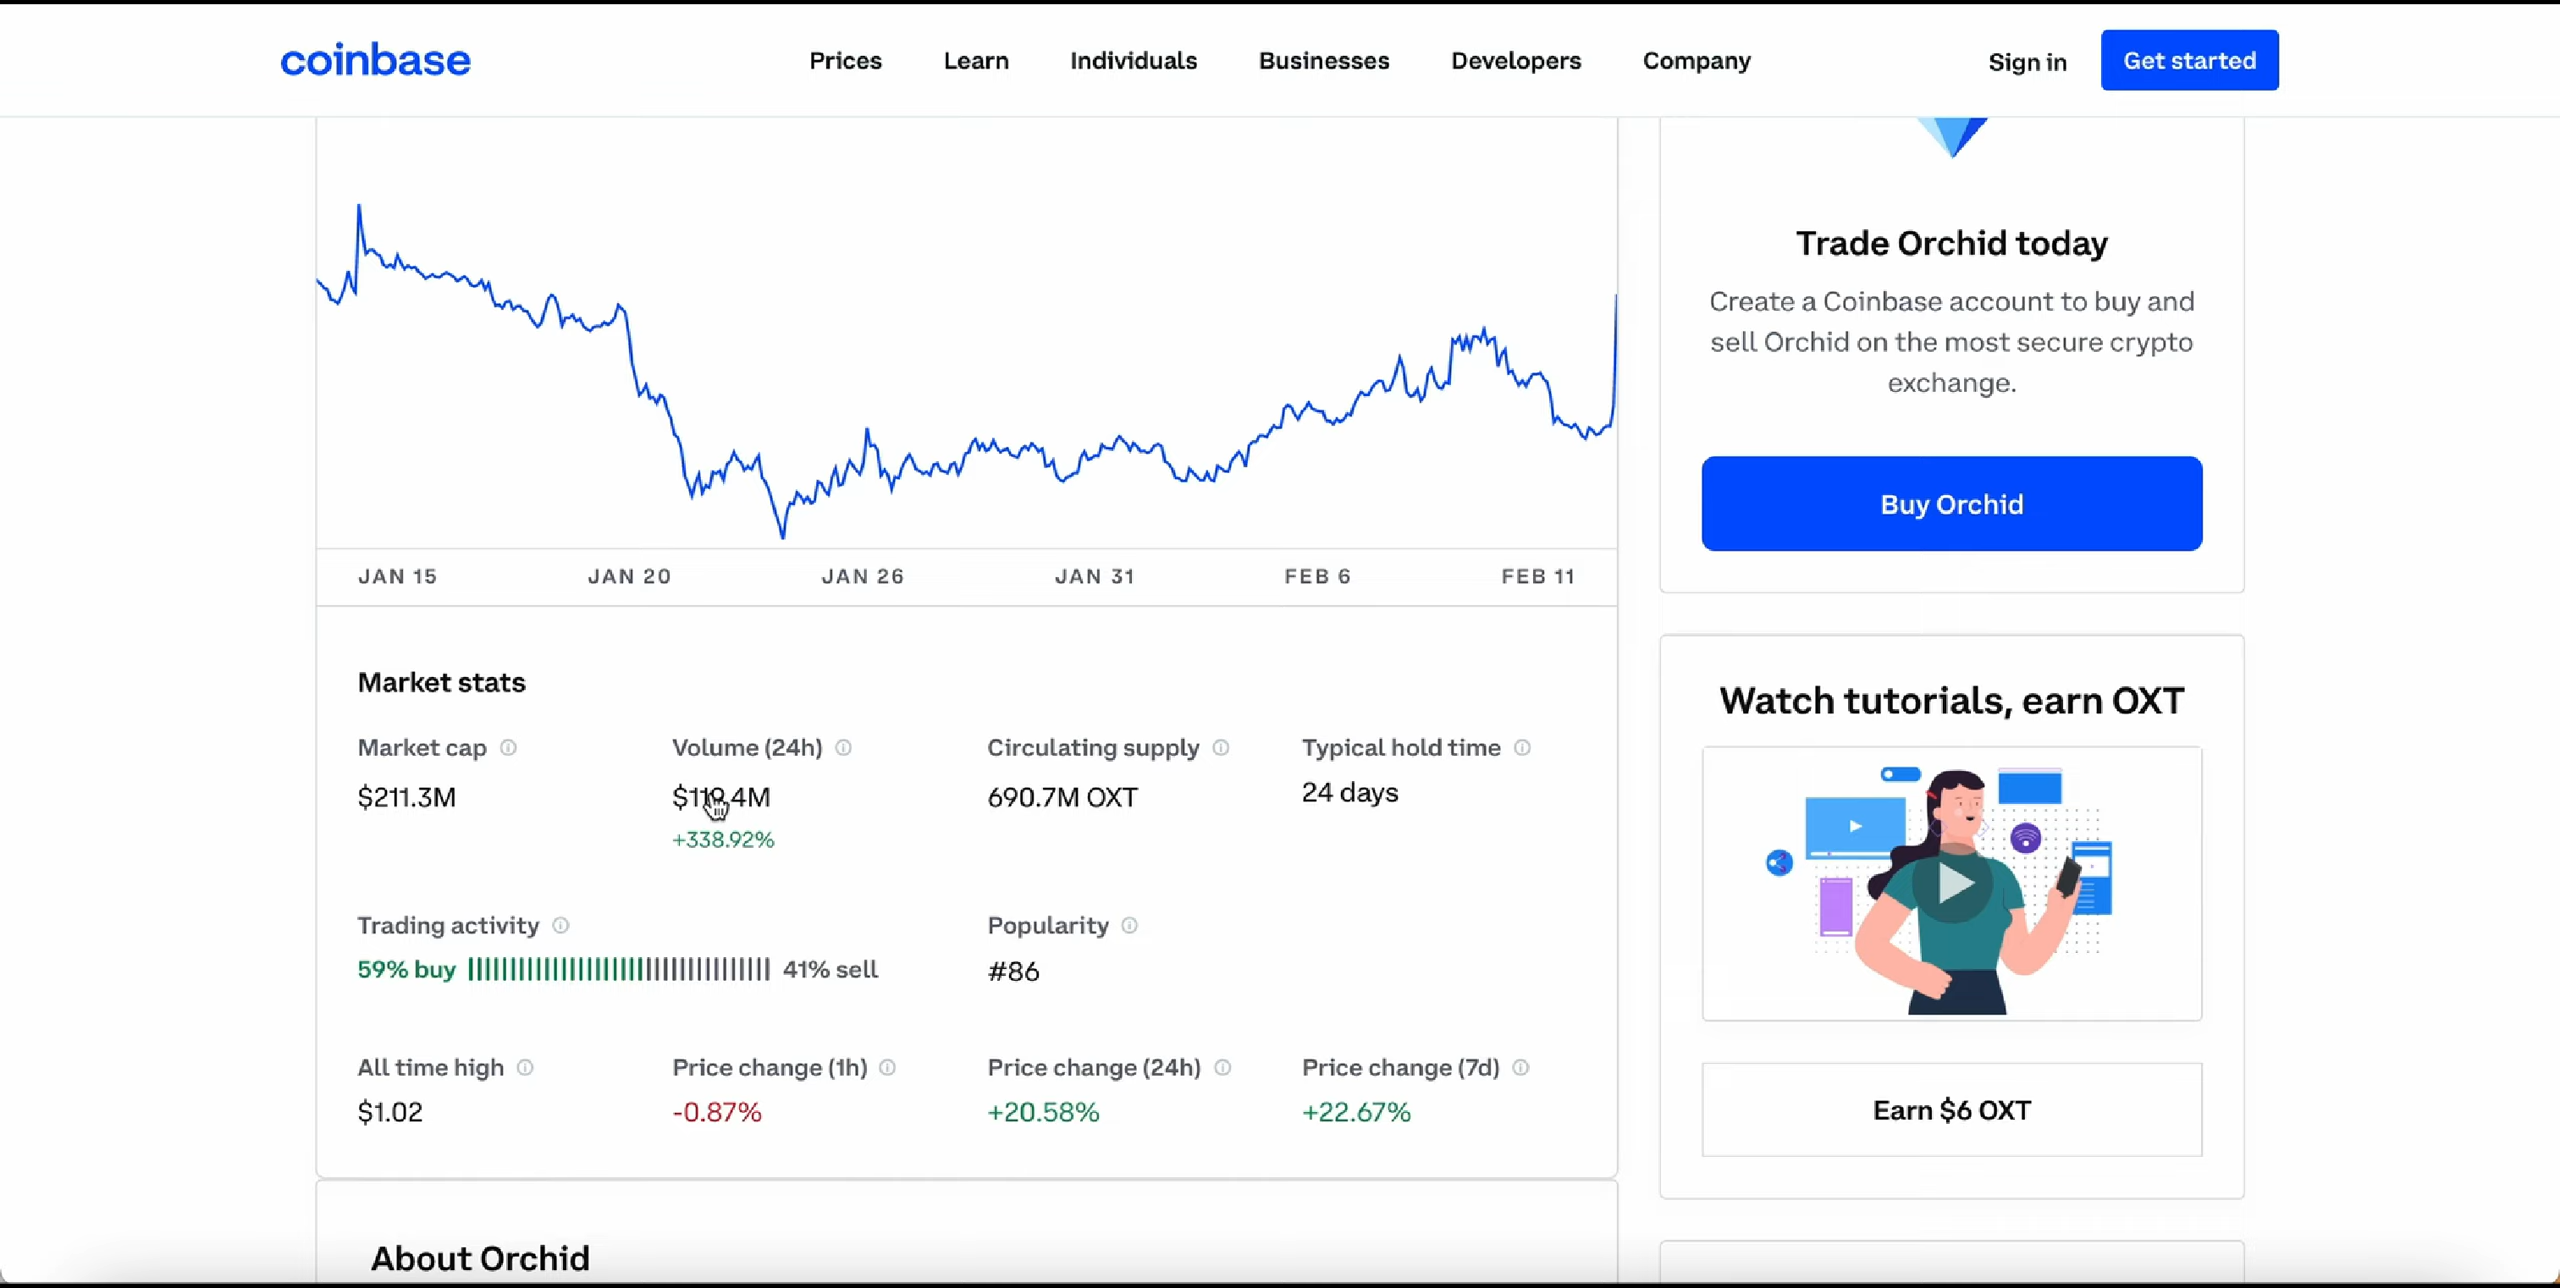 coinbase
Prices Learn Individuals Businesses Developers Company
Sign in Get started
JAN 15 JAN 20 JAN 26 JAN 31 FEB 6 FEB 11
Market stats
Market cap Volume (24h) Circulating supply Typical hold time
$211.3M 690.7M OXT 24 days
+338.92%
Trading activity Popularity
59% buy 41% sell #86
All time high Price change (1h) Price change (24h) Price change (7d)
$1.02 -0.87% +20.58% +22.67%
About Orchid
Trade Orchid today
Create a Coinbase account to buy and
sell Orchid on the most secure crypto
exchange.
Buy Orchid
Watch tutorials, earn OXT
Earn $6 OXT